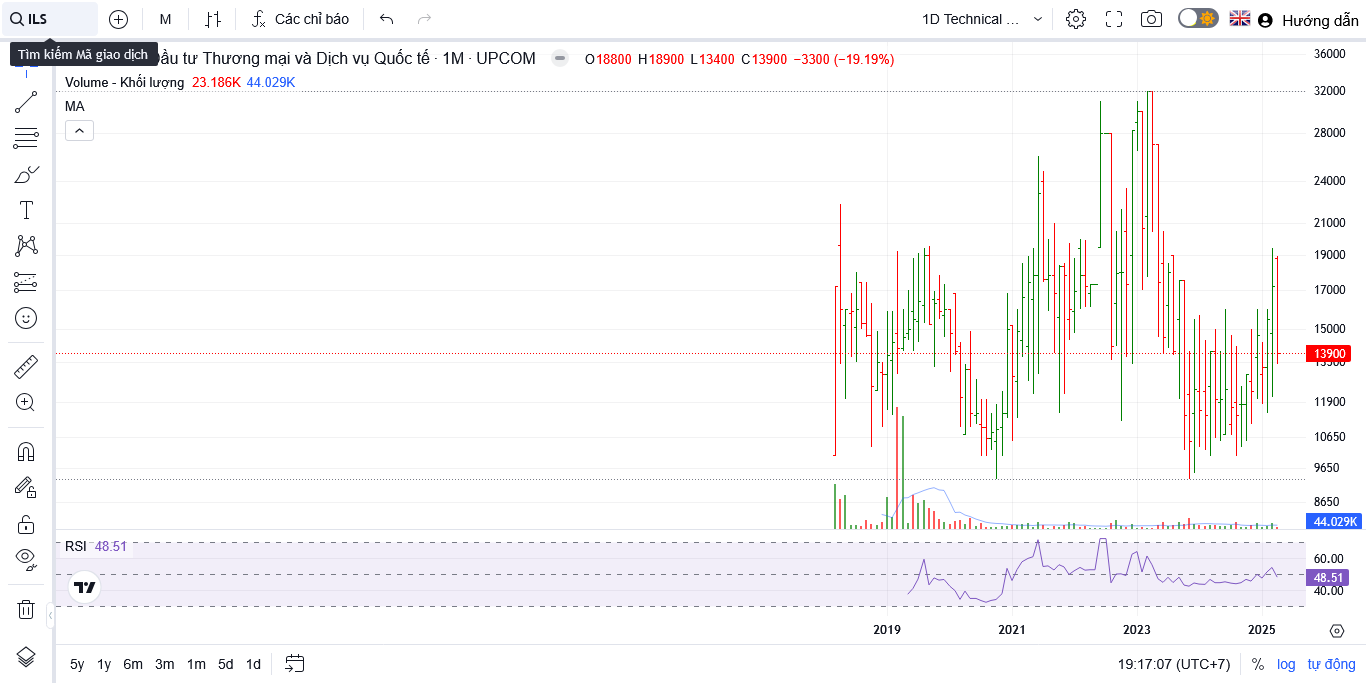 ILS
M
Các chỉ báo
1D Technical ...
Hướng dẫn
Tìm kiếm Mã giao dịch
Đầu tư Thương mại và Dịch vụ Quốc tế · 1M · UPCOM
O18800 H18900 L13400 C13900 −3300 (−19.19%)
Volume - Khối lượng 23.186K 44.029K
MA
36000
32000
28000
24000
21000
19000
17000
15000
13900
13300
11900
10650
9650
8650
44.029K
RSI 48.51
60.00
48.51
40.00
2019 2021 2023 2025
5y 1y 6m 3m 1m 5d 1d
19:17:07 (UTC+7) % log tự động